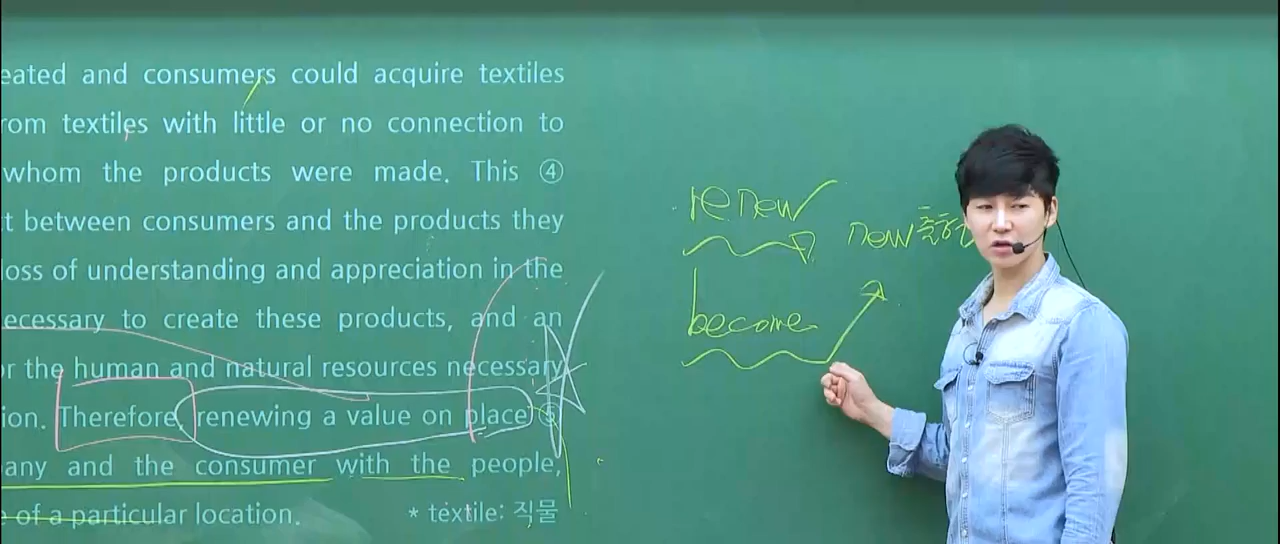 eated and consumers could acquire textiles
rom textiles with little or no connection to
whom the products were made. This ④
t between consumers and the products they
loss of understanding and appreciation in the
ecessary to create these products, and an
r the human and natural resources necessary
ion. Therefore, renewing a value on place ⑤
any and the consumer with the people,
e of a particular location.
* textile: 직물
renew
new
become